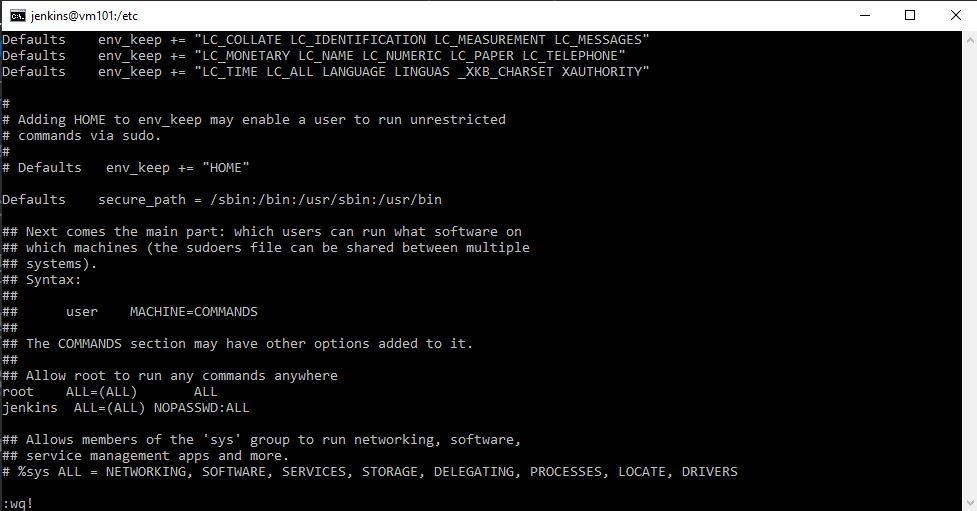 jenkins@vm101:/etc
Defaults    env_keep += "LC_COLLATE LC_IDENTIFICATION LC_MEASUREMENT LC_MESSAGES"
Defaults    env_keep += "LC_MONETARY LC_NAME LC_NUMERIC LC_PAPER LC_TELEPHONE"
Defaults    env_keep += "LC_TIME LC_ALL LANGUAGE LINGUAS _XKB_CHARSET XAUTHORITY"
#
# Adding HOME to env_keep may enable a user to run unrestricted
# commands via sudo.
#
# Defaults   env_keep += "HOME"
Defaults    secure_path = /sbin:/bin:/usr/sbin:/usr/bin
## Next comes the main part: which users can run what software on
## which machines (the sudoers file can be shared between multiple
## systems).
## Syntax:
##
##      user    MACHINE=COMMANDS
##
## The COMMANDS section may have other options added to it.
##
## Allow root to run any commands anywhere
root    ALL=(ALL)       ALL
jenkins  ALL=(ALL) NOPASSWD:ALL
## Allows members of the 'sys' group to run networking, software,
## service management apps and more.
# %sys ALL = NETWORKING, SOFTWARE, SERVICES, STORAGE, DELEGATING, PROCESSES, LOCATE, DRIVERS
:wq!